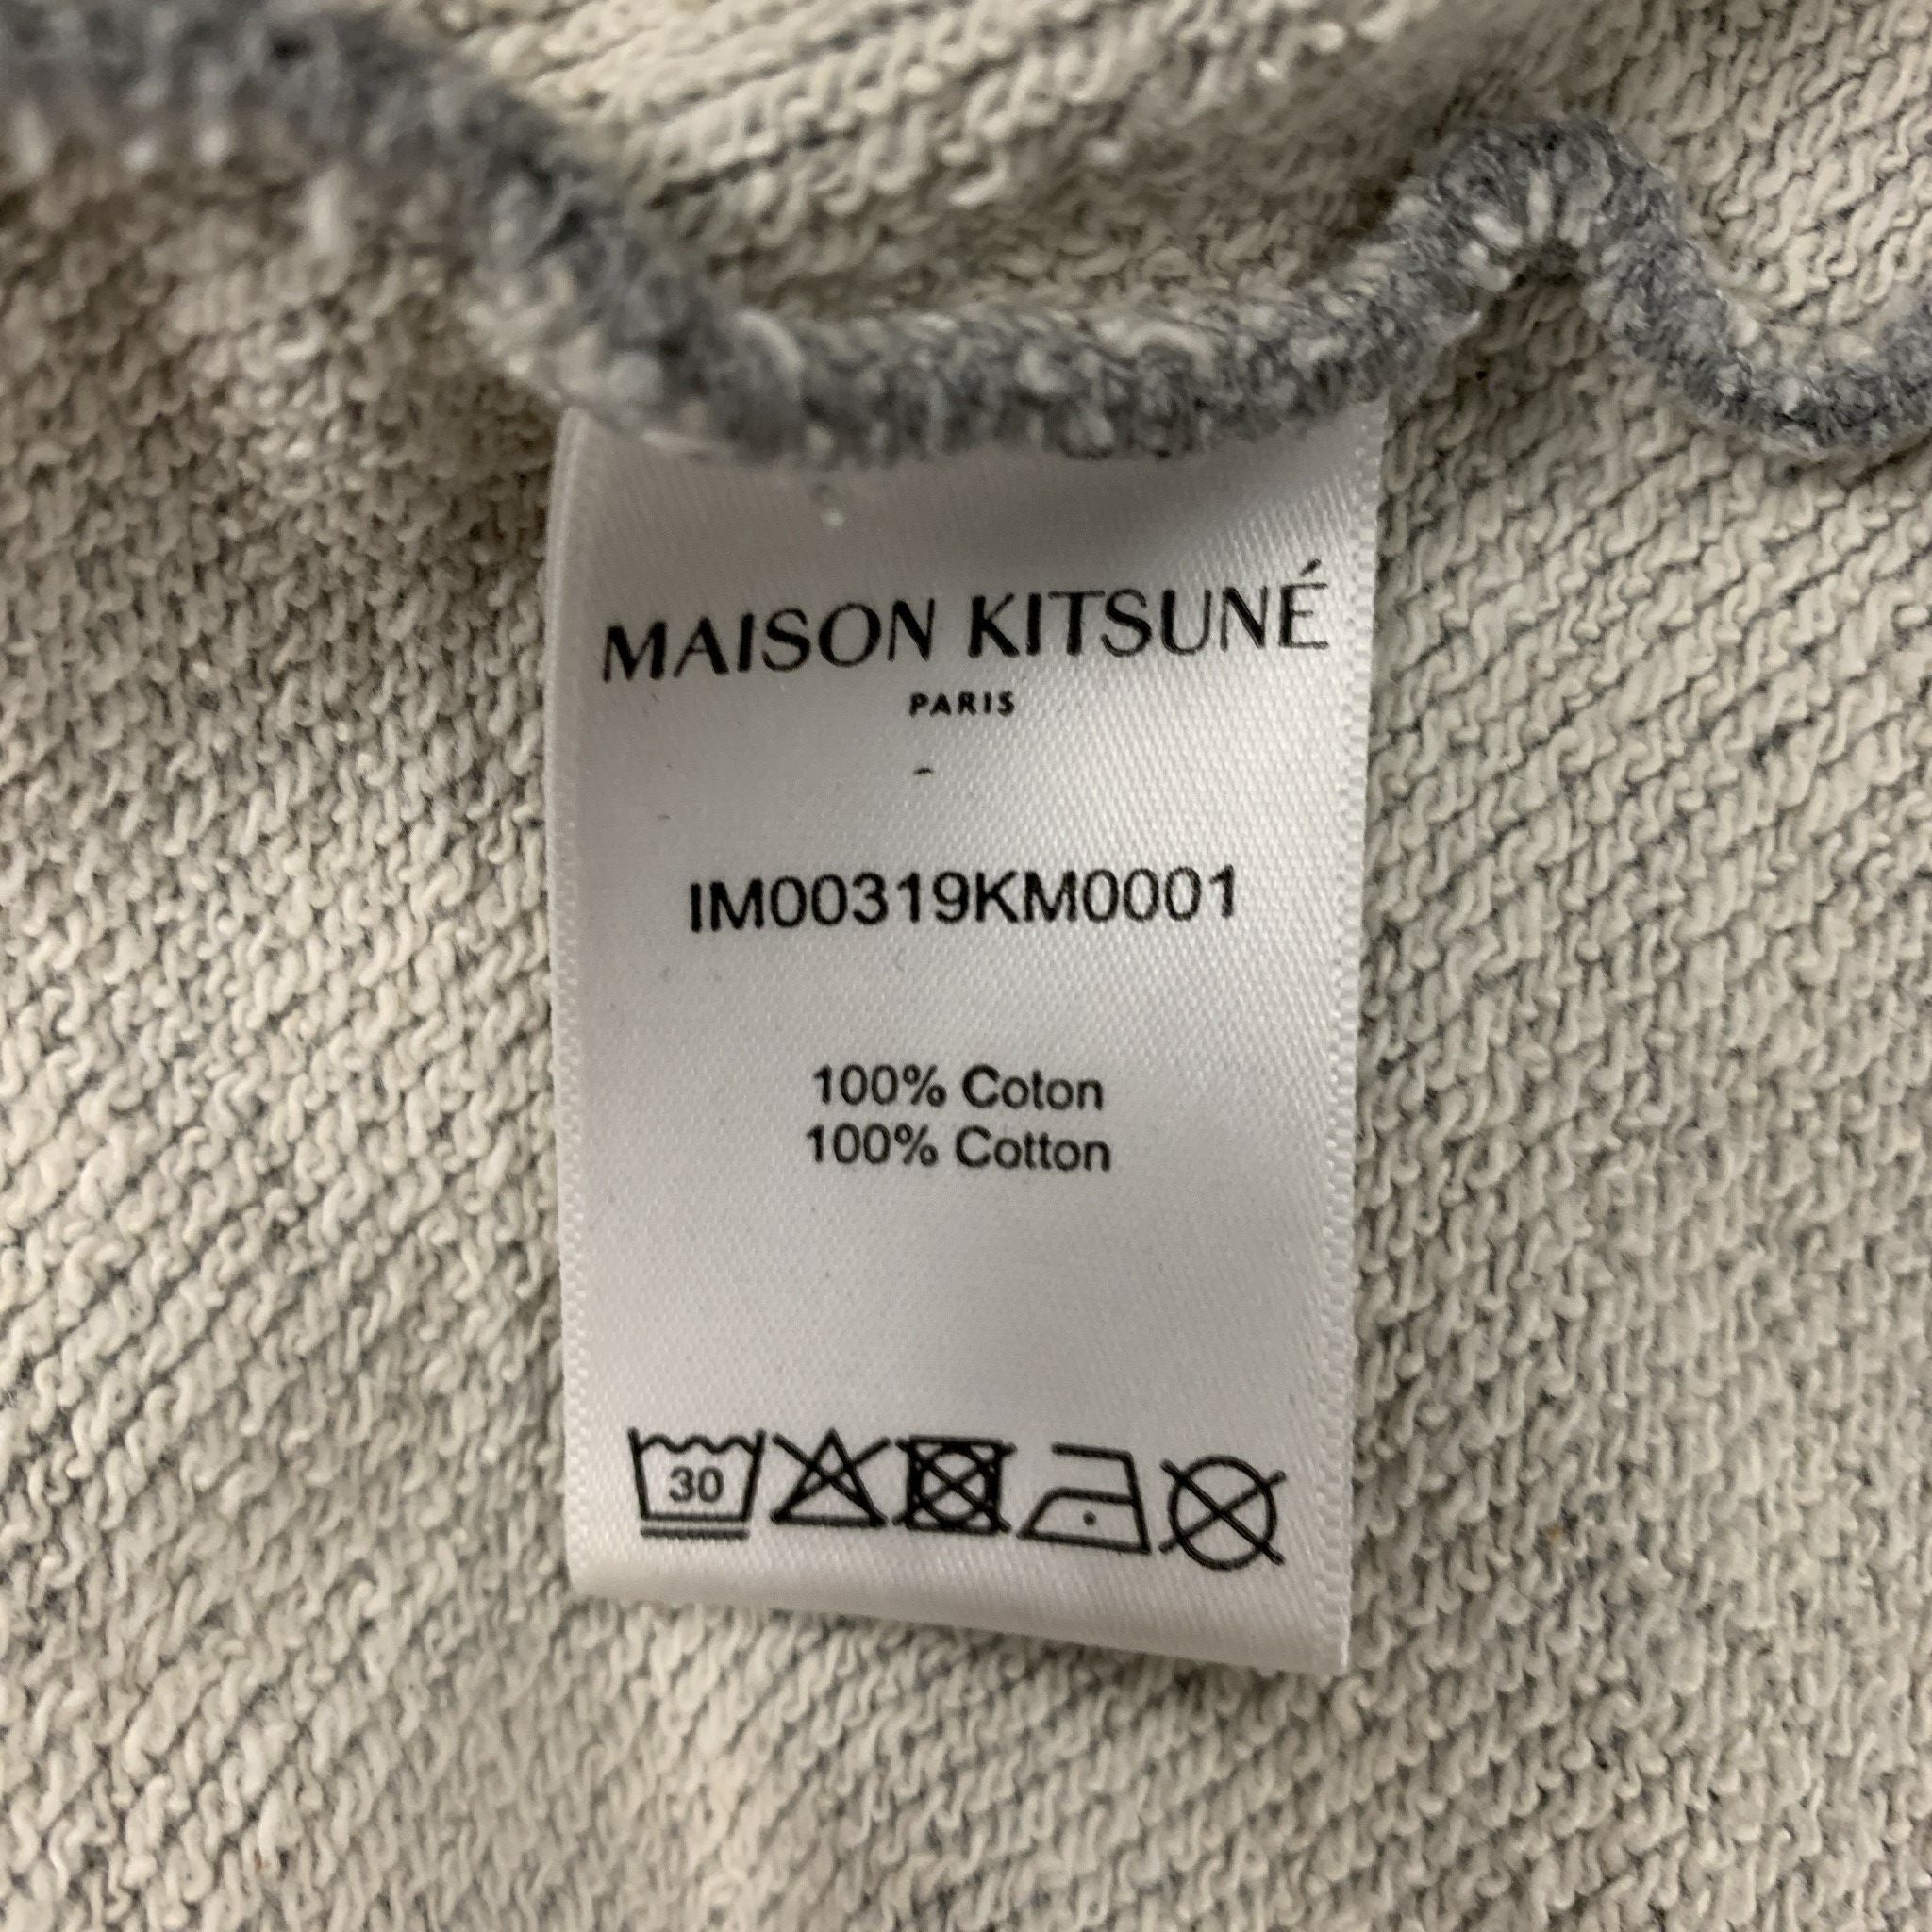 MAISON KITSUNÉ
PARIS
-
IM00319KM0001
100% Coton
100% Cotton
30